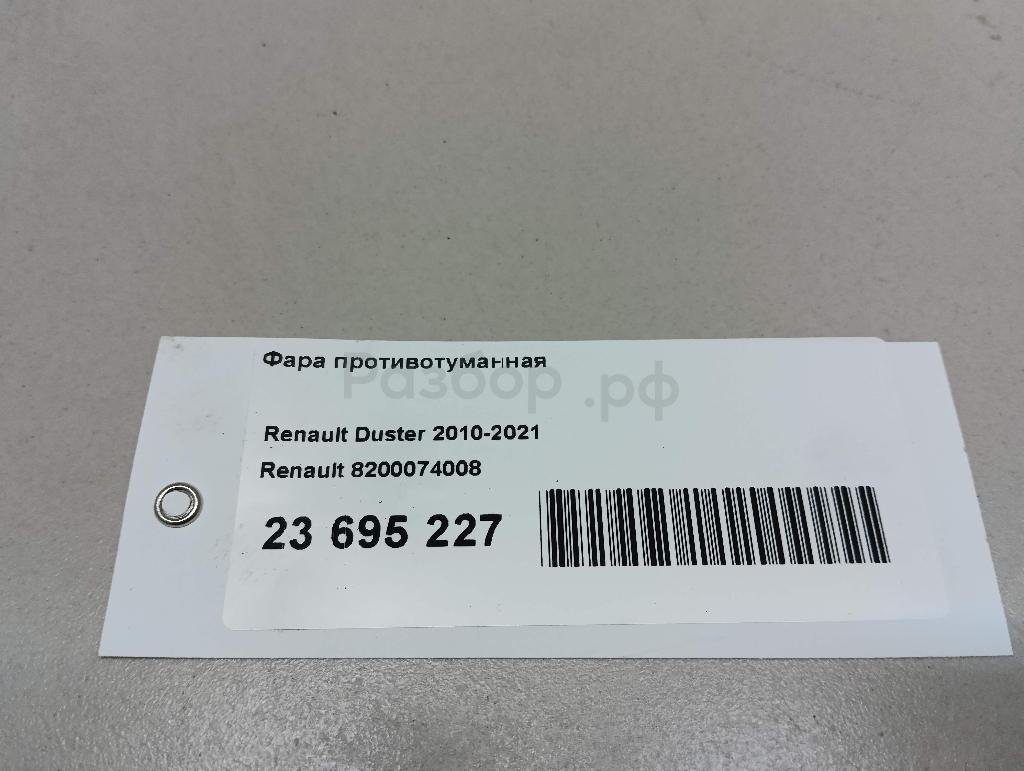 Фара противотуманная
Разбор.рф
Renault Duster 2010-2021
Renault 8200074008
23 695 227